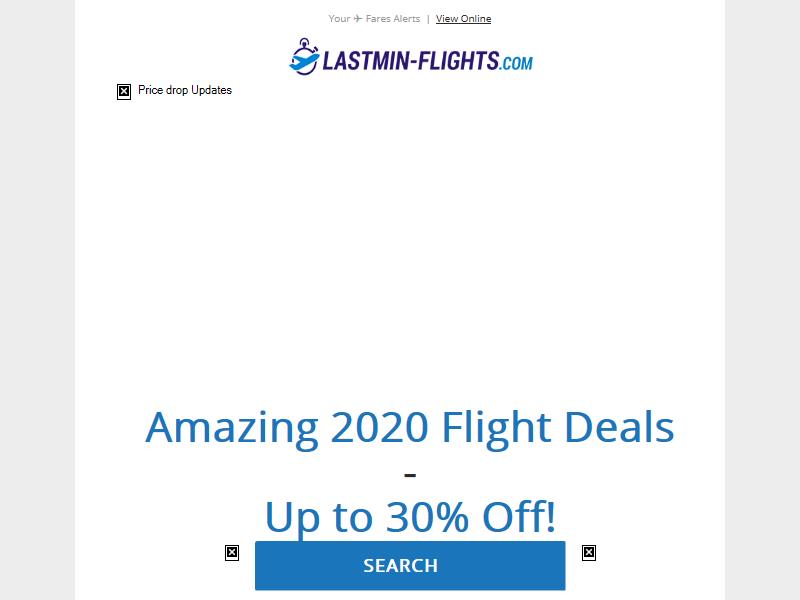 Your ✈ Fares Alerts | View Online
LASTMIN-FLIGHTS.COM
Price drop Updates
Amazing 2020 Flight Deals
–
Up to 30% Off!
SEARCH